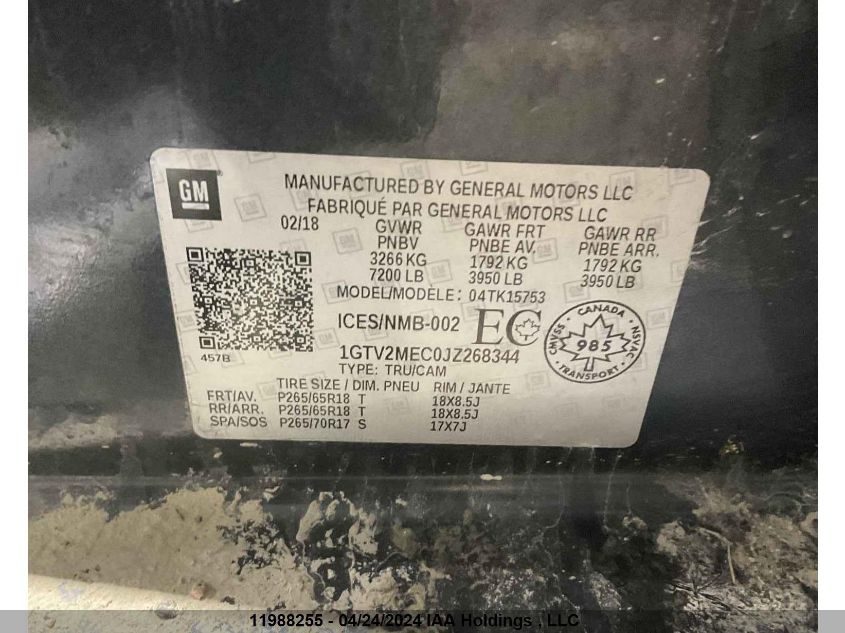 GM
MANUFACTURED BY GENERAL MOTORS LLC
FABRIQUÉ PAR GENERAL MOTORS LLC
02/18 GVWR GAWR FRT GAWR RR
PNBV PNBE AV. PNBE ARR.
3266 KG 1792 KG 1792 KG
7200 LB 3950 LB 3950 LB
MODEL/MODÈLE: 04TK15753
ICES/NMB-002 EC
CANADA
CMVSS 985 NSVAC
TRANSPORT
457B
1GTV2MEC0JZ268344
TYPE: TRU/CAM
TIRE SIZE / DIM. PNEU RIM / JANTE
FRT/AV. P265/65R18 T 18X8.5J
RR/ARR. P265/65R18 T 18X8.5J
SPA/SOS P265/70R17 S 17X7J
11988255 - 04/24/2024 IAA Holdings , LLC